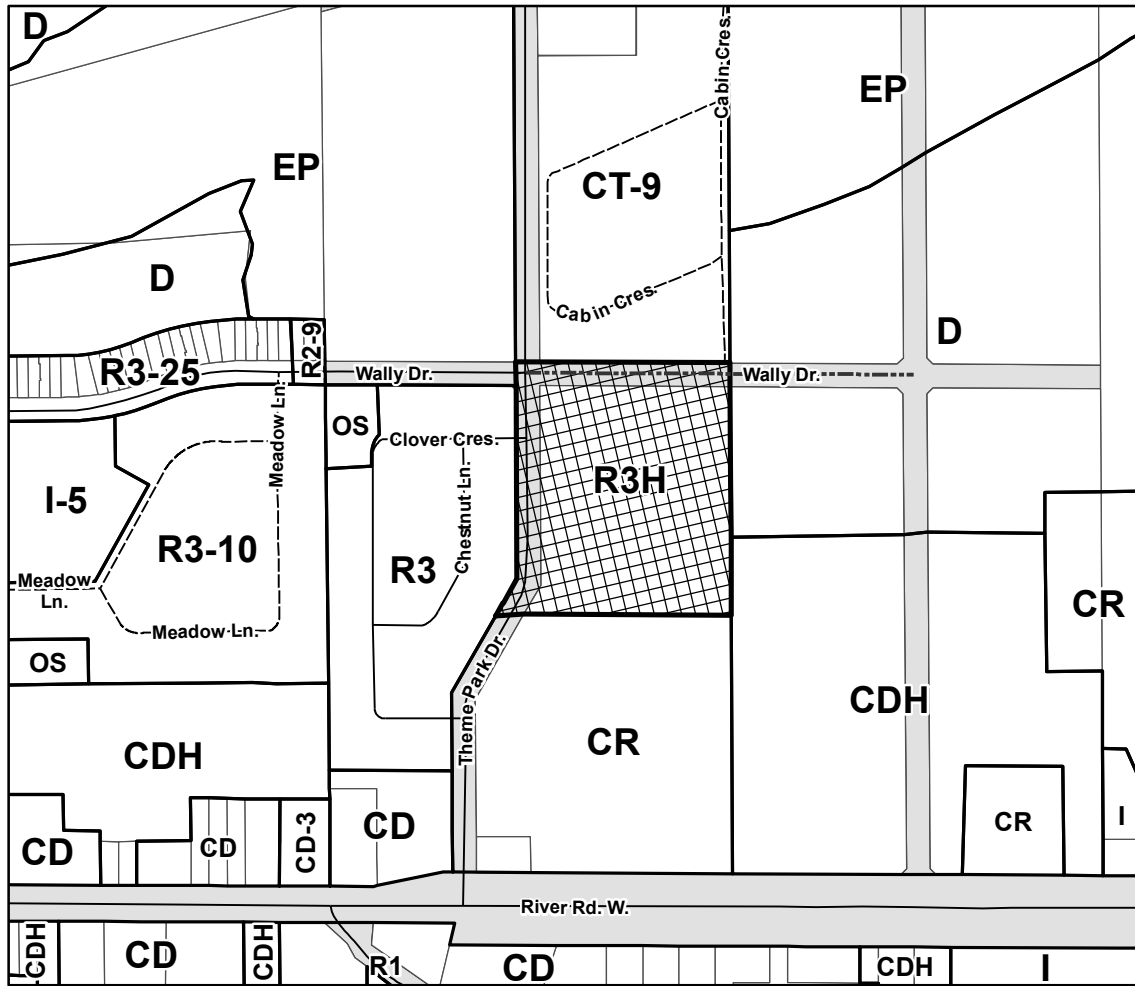 D
Cabin Cres.
EP
EP
CT-9
D
Cabin Cres.
D
R2-9
R3-25
Wally Dr.
Wally Dr.
Meadow Ln.
OS
Clover Cres.
R3H
I-5
Chestnut Ln.
R3-10
R3
Meadow
Ln.
CR
Meadow Ln.
OS
Theme Park Dr.
CDH
CR
CDH
CD
CD
CD
CD-3
CR
I
River Rd. W.
CDH
CD
CDH
R1
CD
CDH
I